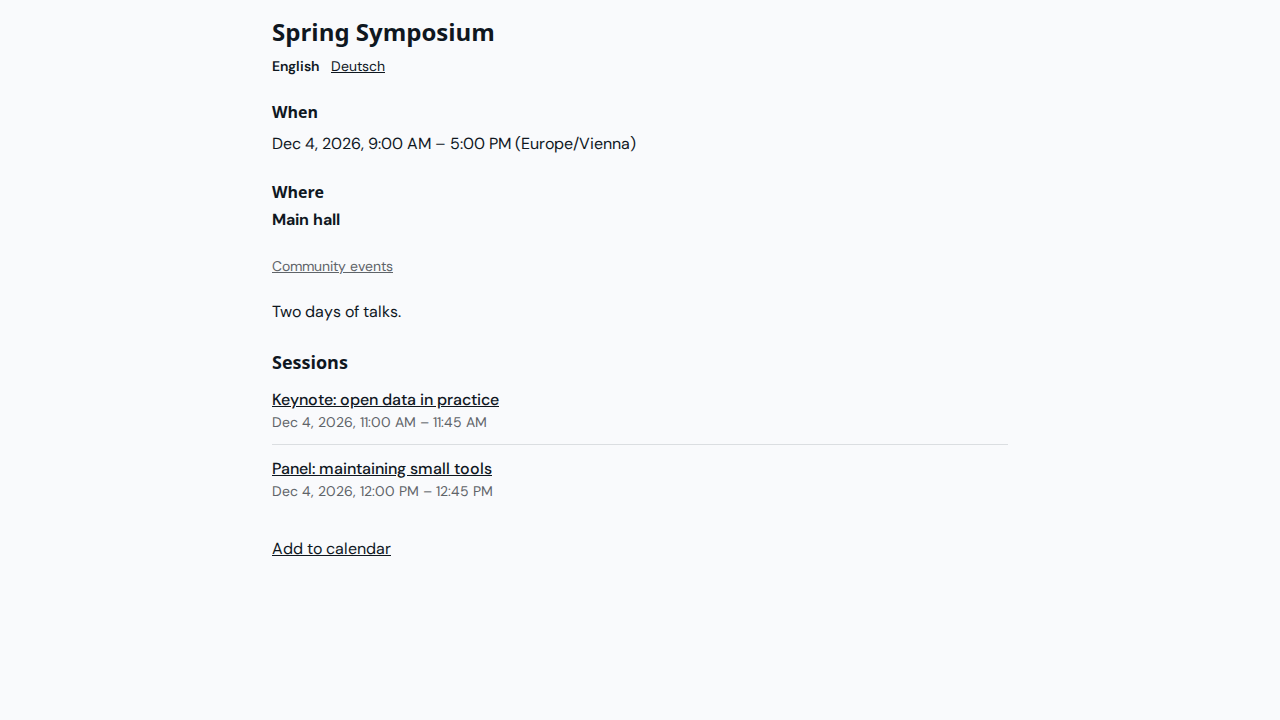 Spring Symposium
English Deutsch
When
Dec 4, 2026, 9:00 AM – 5:00 PM (Europe/Vienna)
Where
Main hall
Community events
Two days of talks.
Sessions
Keynote: open data in practice
Dec 4, 2026, 11:00 AM – 11:45 AM
Panel: maintaining small tools
Dec 4, 2026, 12:00 PM – 12:45 PM
Add to calendar